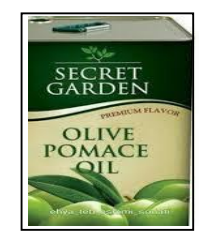 SECRET
GARDEN
PREMIUM FLAVOR
OLIVE
POMACE
OIL